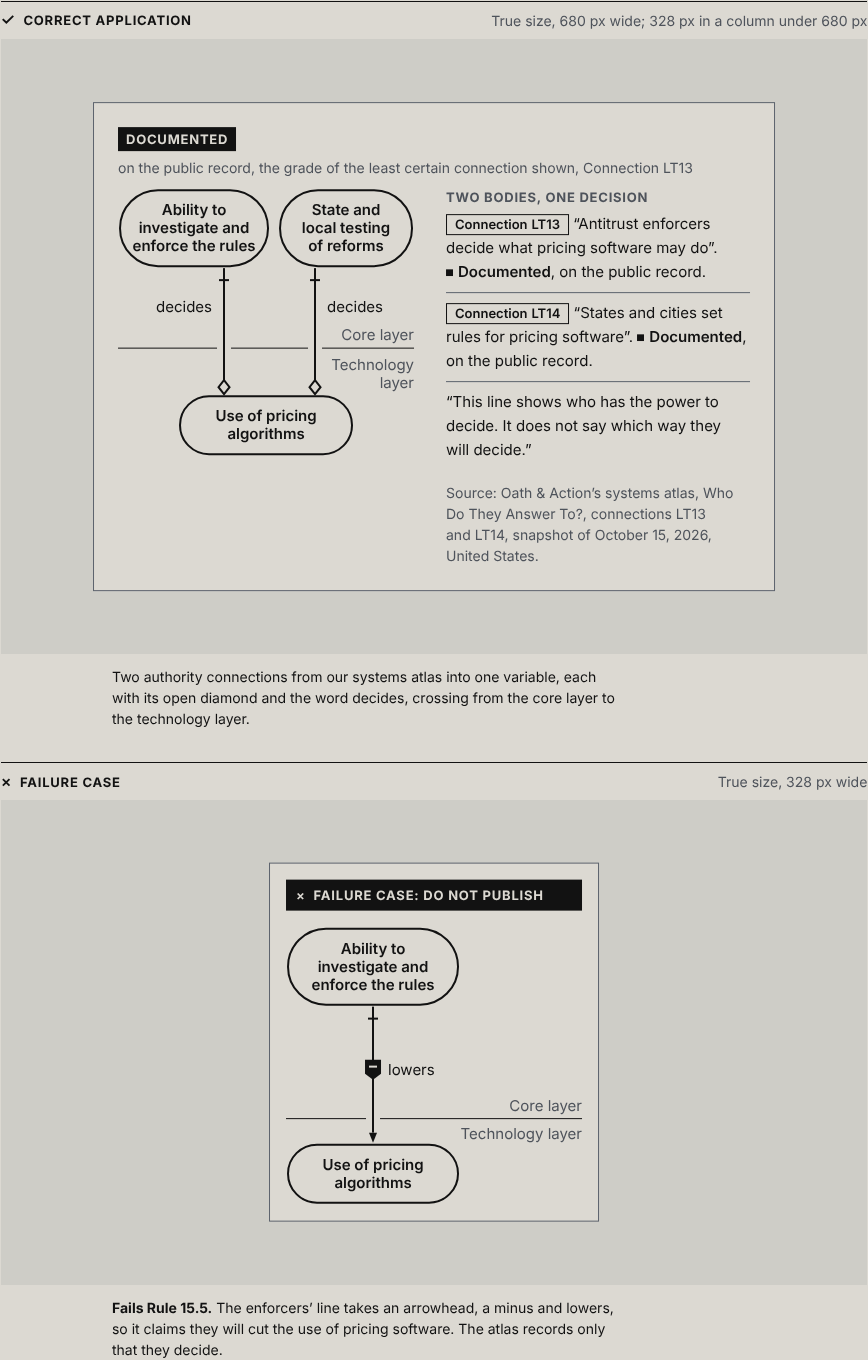 ✓ CORRECT APPLICATION
True size, 680 px wide; 328 px in a column under 680 px
DOCUMENTED
on the public record, the grade of the least certain connection shown, Connection LT13
Ability to
investigate and
enforce the rules
State and
local testing
of reforms
decides
decides
Core layer
Technology
layer
Use of pricing
algorithms
TWO BODIES, ONE DECISION
Connection LT13 “Antitrust enforcers
decide what pricing software may do”.
■ Documented, on the public record.
Connection LT14 “States and cities set
rules for pricing software”. ■ Documented,
on the public record.
“This line shows who has the power to
decide. It does not say which way they
will decide.”
Source: Oath & Action’s systems atlas, Who
Do They Answer To?, connections LT13
and LT14, snapshot of October 15, 2026,
United States.
Two authority connections from our systems atlas into one variable, each
with its open diamond and the word decides, crossing from the core layer to
the technology layer.
× FAILURE CASE
True size, 328 px wide
× FAILURE CASE: DO NOT PUBLISH
Ability to
investigate and
enforce the rules
lowers
Core layer
Technology layer
Use of pricing
algorithms
Fails Rule 15.5. The enforcers’ line takes an arrowhead, a minus and lowers,
so it claims they will cut the use of pricing software. The atlas records only
that they decide.